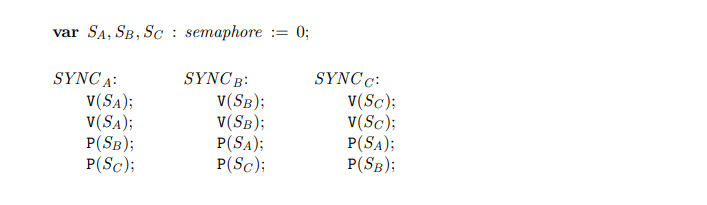 var S_A, S_B, S_C : semaphore := 0;
SYNC_A: SYNC_B: SYNC_C:
V(S_A); V(S_B); V(S_C);
V(S_A); V(S_B); V(S_C);
P(S_B); P(S_A); P(S_A);
P(S_C); P(S_C); P(S_B);